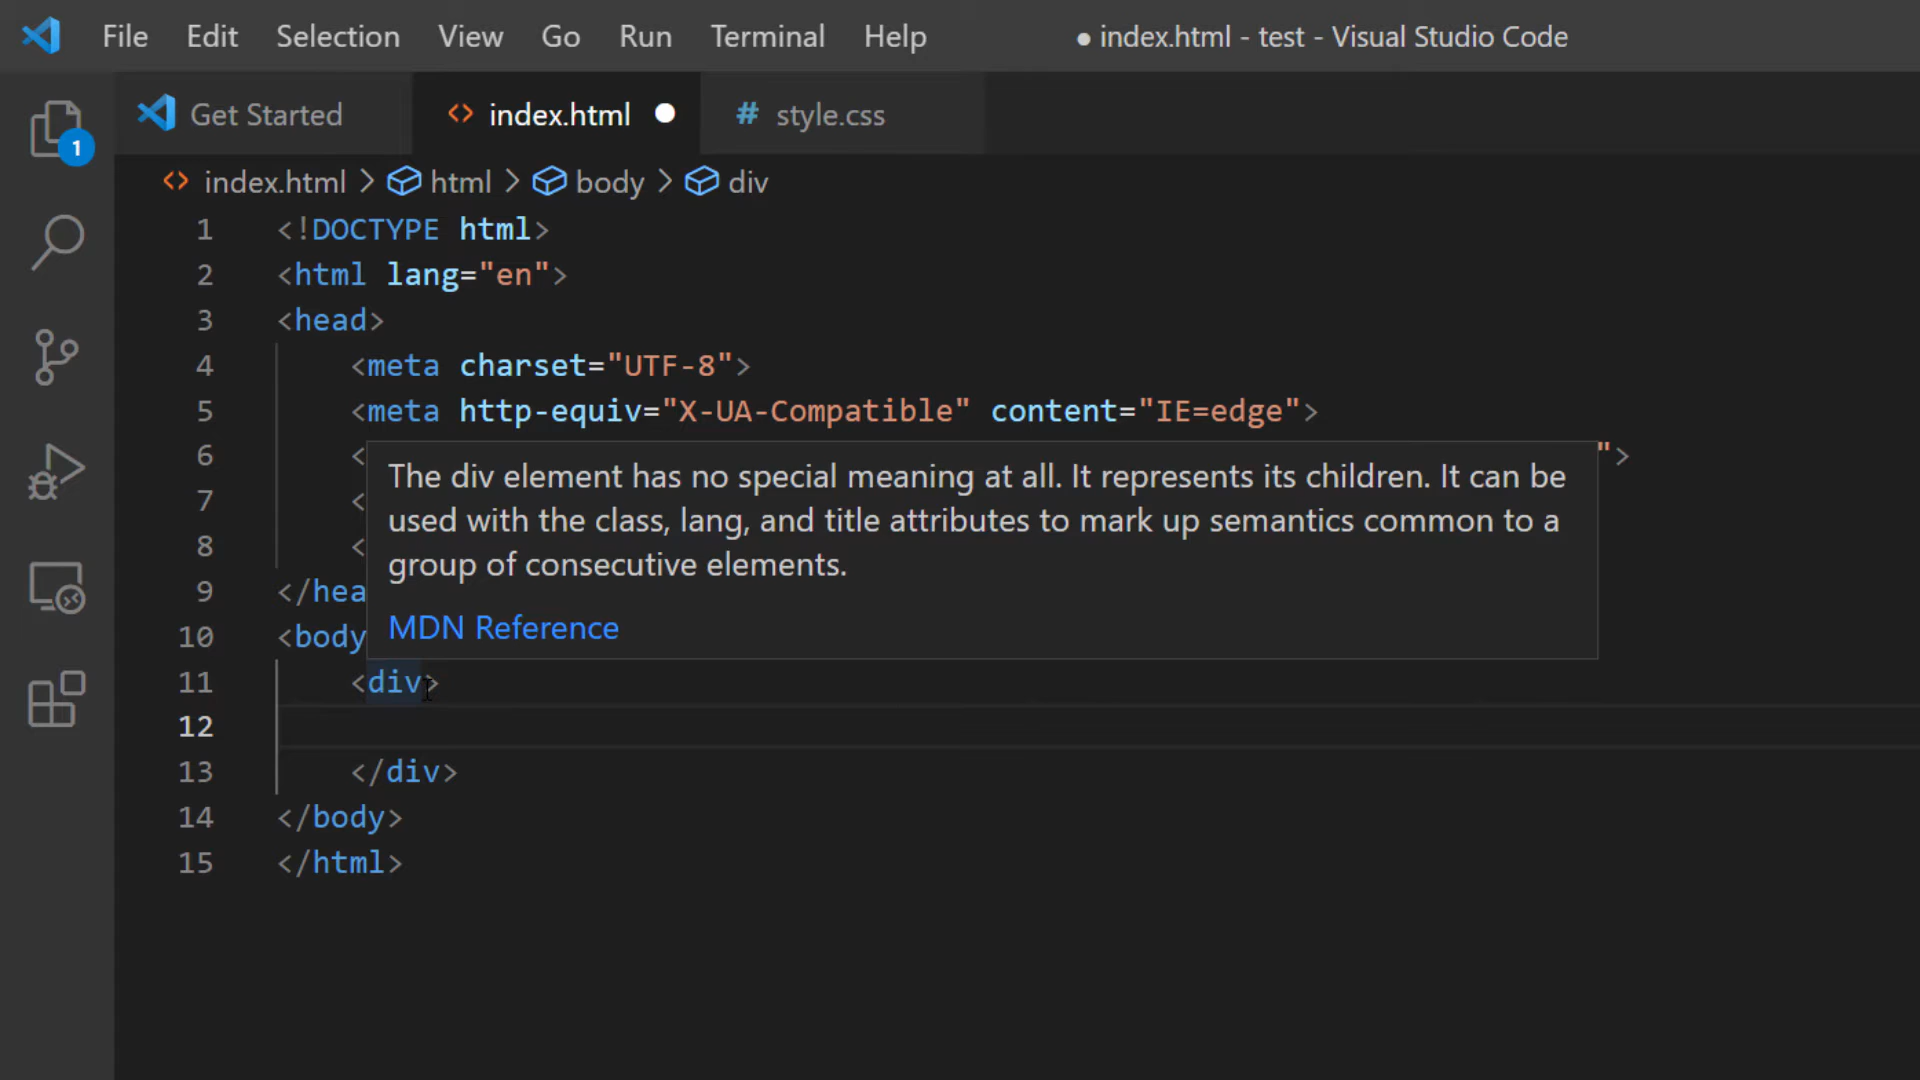 File Edit Selection View Go Run Terminal Help ● index.html - test - Visual Studio Code
1
Get Started index.html ● # style.css
<> index.html > html > body > div
1 <!DOCTYPE html>
2 <html lang="en">
3 <head>
4 <meta charset="UTF-8">
5 <meta http-equiv="X-UA-Compatible" content="IE=edge">
6 < ">
The div element has no special meaning at all. It represents its children. It can be
7 <
used with the class, lang, and title attributes to mark up semantics common to a
8 <
group of consecutive elements.
9 </hea
MDN Reference
10 <body
11 <div>
12
13 </div>
14 </body>
15 </html>